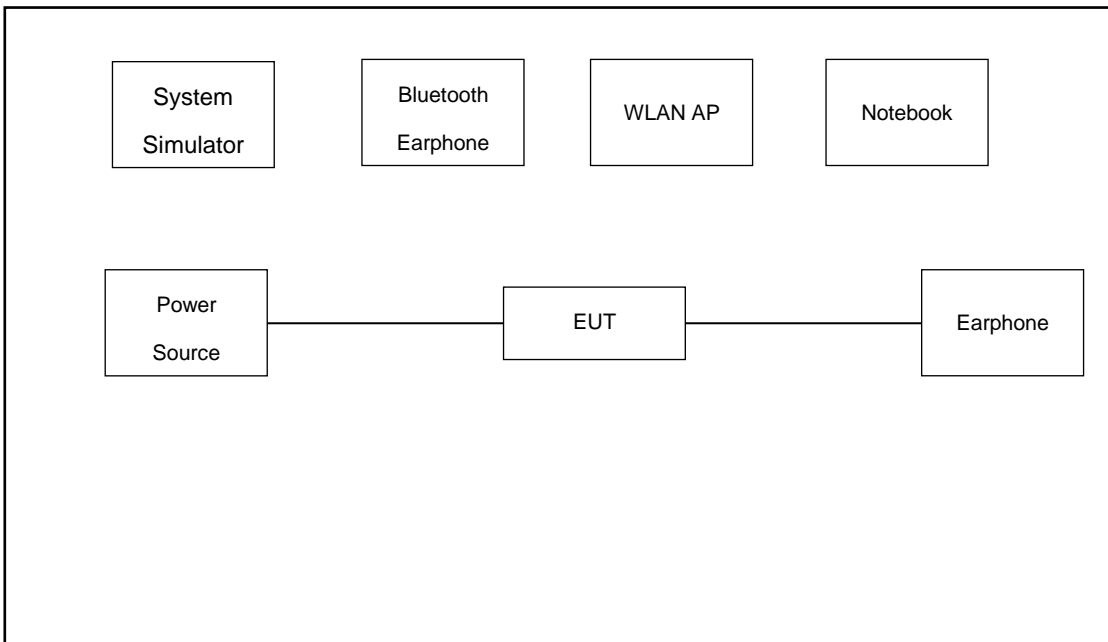 System
Simulator
Bluetooth
Earphone
WLAN AP
Notebook
Power
Source
EUT
Earphone